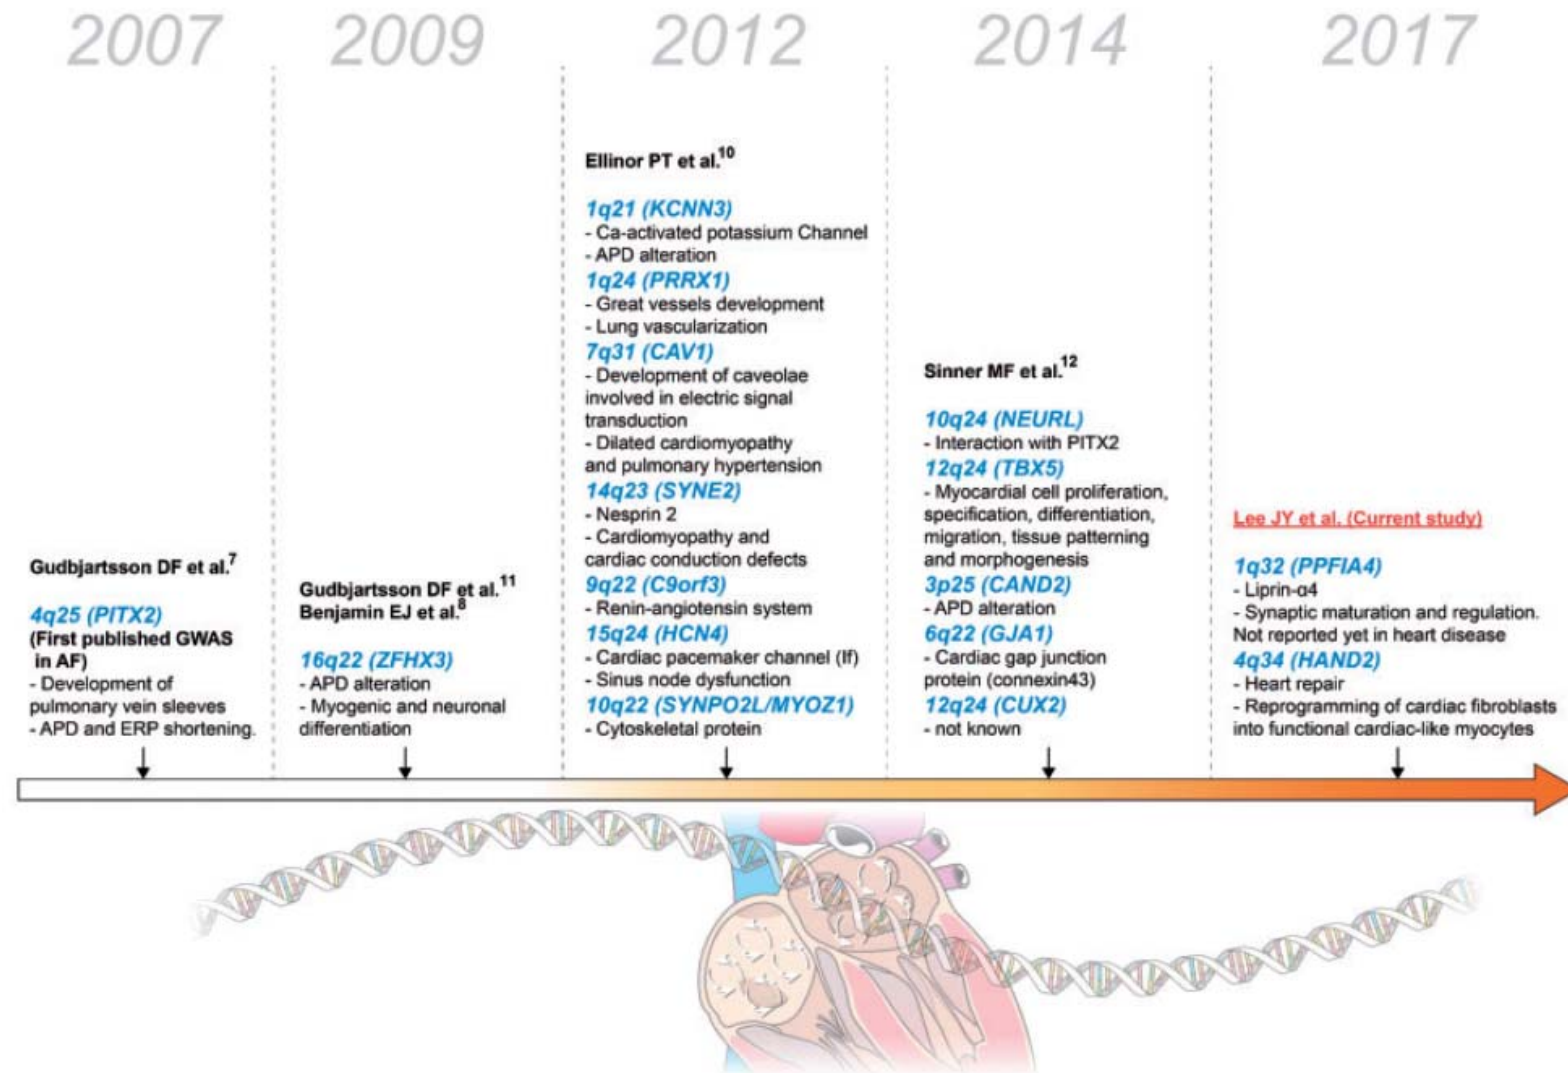 2007
2009
2012
2014
2017
Gudbjartsson DF et al.7
4q25 (PITX2)
(First published GWAS
in AF)
- Development of
pulmonary vein sleeves
- APD and ERP shortening.
Gudbjartsson DF et al.11
Benjamin EJ et al.8
16q22 (ZFHX3)
- APD alteration
- Myogenic and neuronal
differentiation
Ellinor PT et al.10
1q21 (KCNN3)
- Ca-activated potassium Channel
- APD alteration
1q24 (PRRX1)
- Great vessels development
- Lung vascularization
7q31 (CAV1)
- Development of caveolae
involved in electric signal
transduction
- Dilated cardiomyopathy
and pulmonary hypertension
14q23 (SYNE2)
- Nesprin 2
- Cardiomyopathy and
cardiac conduction defects
9q22 (C9orf3)
- Renin-angiotensin system
15q24 (HCN4)
- Cardiac pacemaker channel (If)
- Sinus node dysfunction
10q22 (SYNPO2L/MYOZ1)
- Cytoskeletal protein
Sinner MF et al.12
10q24 (NEURL)
- Interaction with PITX2
12q24 (TBX5)
- Myocardial cell proliferation,
specification, differentiation,
migration, tissue patterning
and morphogenesis
3p25 (CAND2)
- APD alteration
6q22 (GJA1)
- Cardiac gap junction
protein (connexin43)
12q24 (CUX2)
- not known
Lee JY et al. (Current study)
1q32 (PPFIA4)
- Liprin-α4
- Synaptic maturation and regulation.
Not reported yet in heart disease
4q34 (HAND2)
- Heart repair
- Reprogramming of cardiac fibroblasts
into functional cardiac-like myocytes